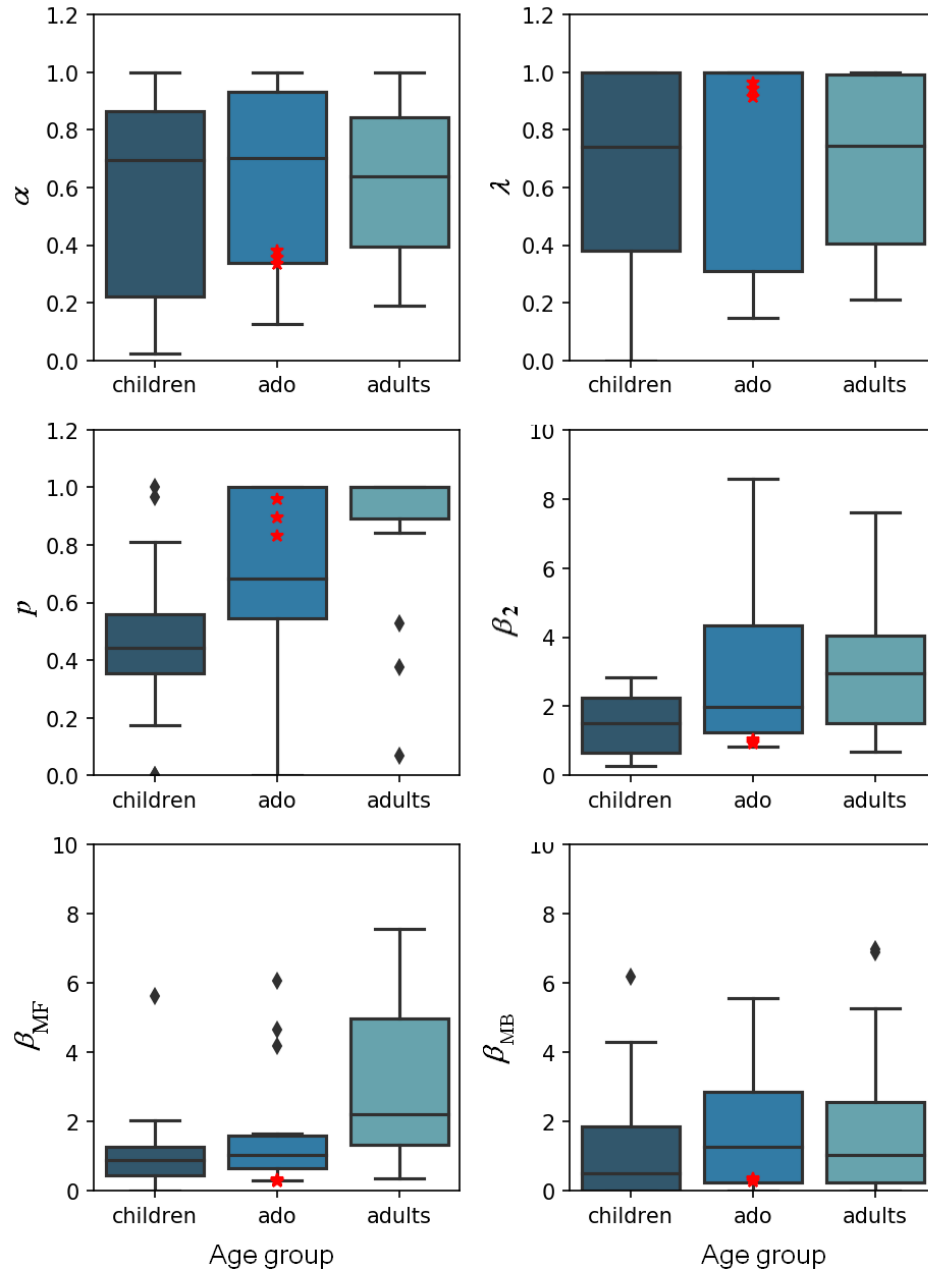 1.2 1.2
1.0 1.0
0.8 0.8
α 0.6 λ 0.6
0.4 0.4
0.2 0.2
0.0 0.0
children ado adults children ado adults
1.2 10
1.0 8
0.8 6
p 0.6 β₂
0.4 4
0.2 2
0.0 0
children ado adults children ado adults
10 10
8 8
6 6
β_MF β_MB
4 4
2 2
0 0
children ado adults children ado adults
Age group Age group